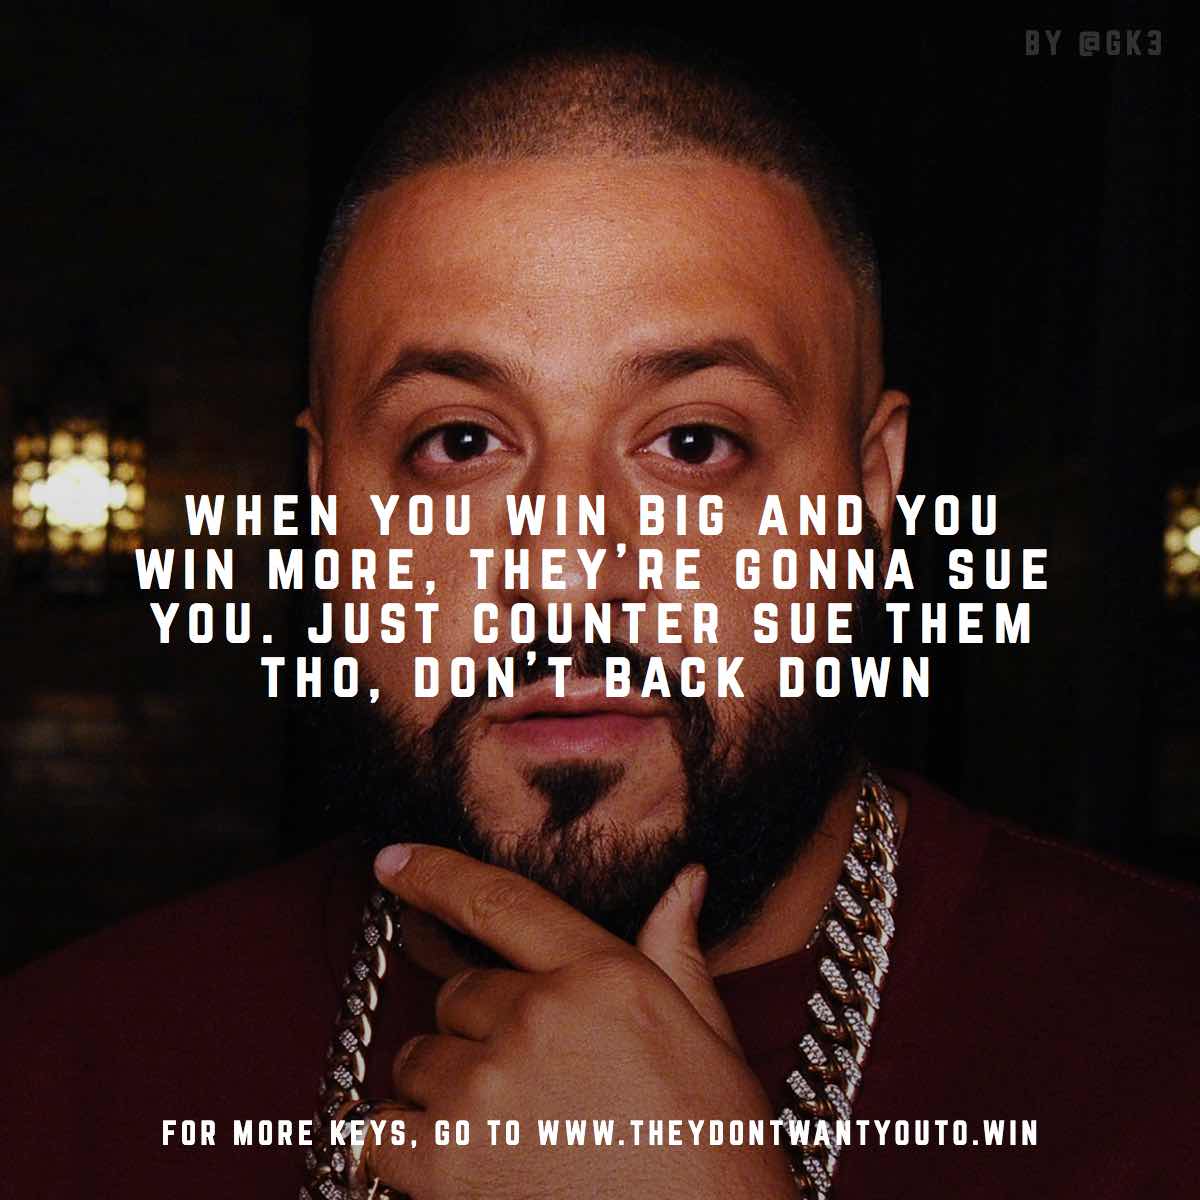 BY @GK3
WHEN YOU WIN BIG AND YOU
WIN MORE, THEY'RE GONNA SUE
YOU. JUST COUNTER SUE THEM
THO, DON'T BACK DOWN
FOR MORE KEYS, GO TO WWW.THEYDONTWANTYOUTO.WIN